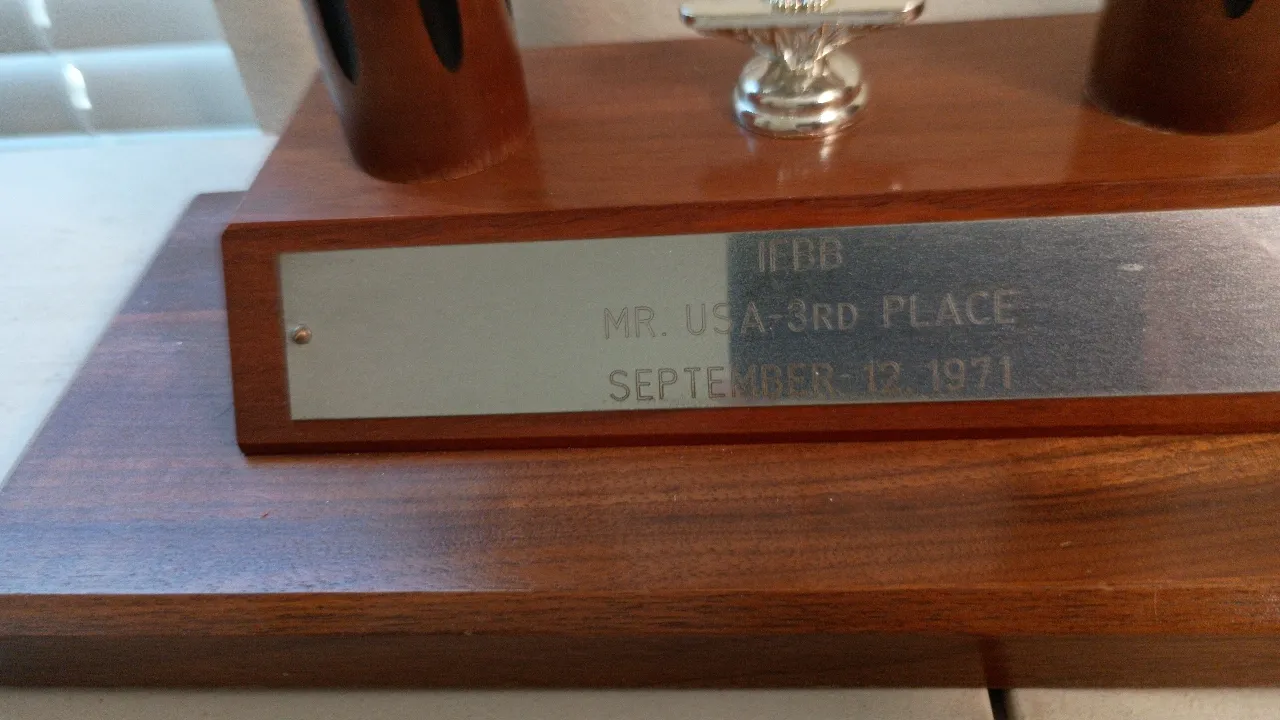 IFBB
MR. USA-3RD PLACE
SEPTEMBER 12, 1971